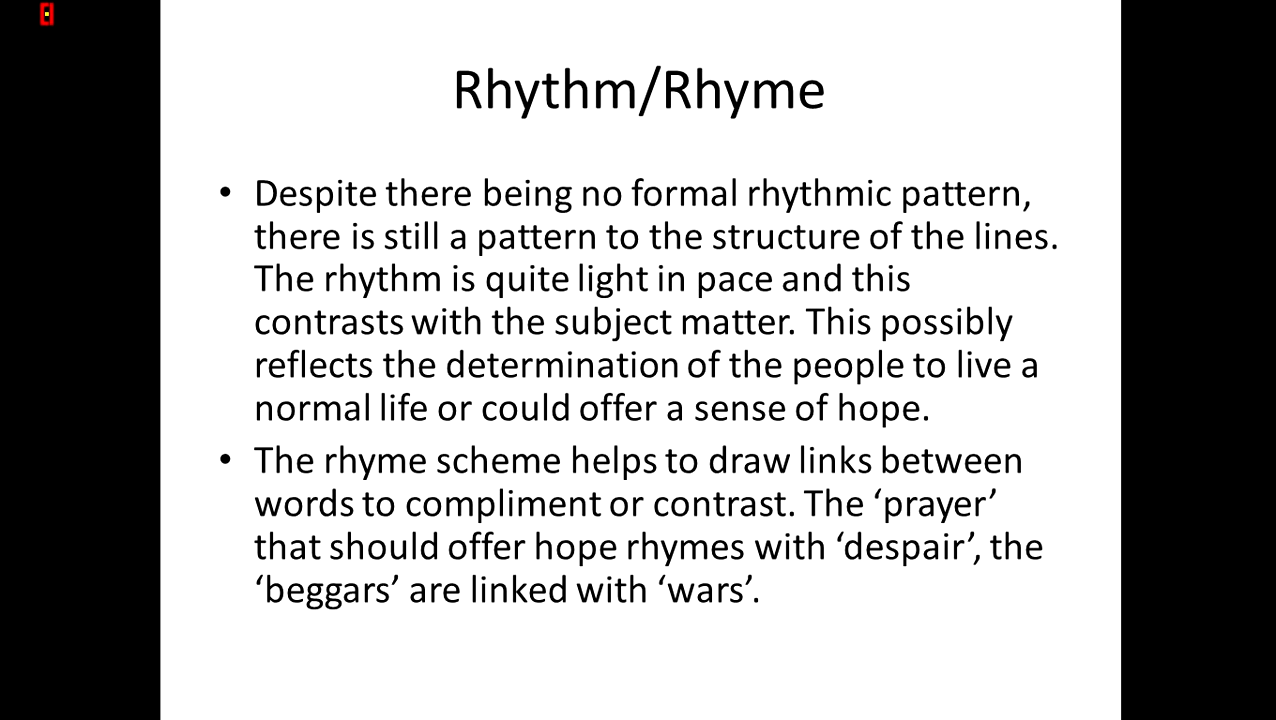 Rhythm/Rhyme
• Despite there being no formal rhythmic pattern,
there is still a pattern to the structure of the lines.
The rhythm is quite light in pace and this
contrasts with the subject matter. This possibly
reflects the determination of the people to live a
normal life or could offer a sense of hope.
• The rhyme scheme helps to draw links between
words to compliment or contrast. The ‘prayer’
that should offer hope rhymes with ‘despair’, the
‘beggars’ are linked with ‘wars’.